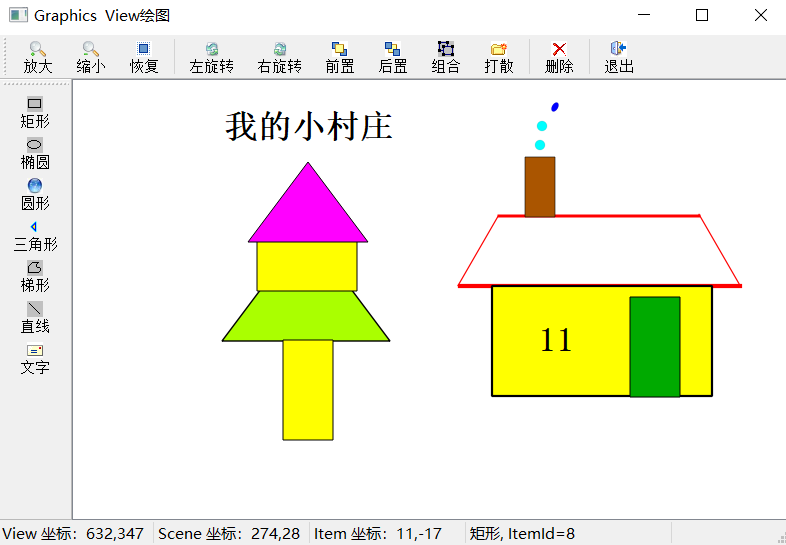 Graphics View绘图
放大 缩小 恢复 左旋转 右旋转 前置 后置 组合 打散 删除 退出
矩形
椭圆
圆形
三角形
梯形
直线
文字
我的小村庄
11
View 坐标：632,347 Scene 坐标：274,28 Item 坐标：11,-17 矩形, ItemId=8